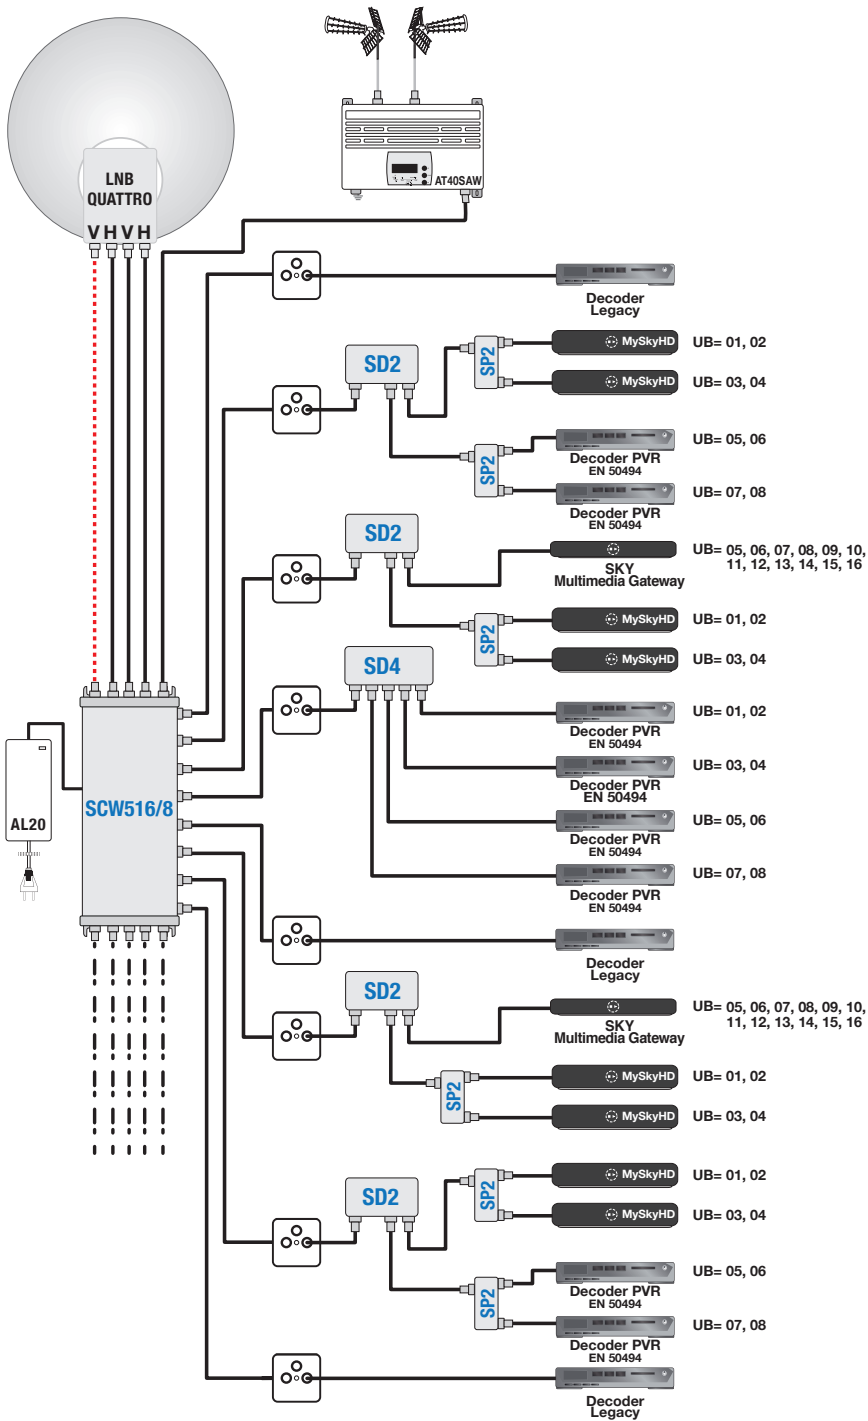 LNB
QUATTRO
V H V H
AT40SAW
Decoder
Legacy
SD2
SP2
MySkyHD
UB= 01, 02
MySkyHD
UB= 03, 04
SP2
UB= 05, 06
Decoder PVR
EN 50494
UB= 07, 08
Decoder PVR
EN 50494
SD2
UB= 05, 06, 07, 08, 09, 10,
11, 12, 13, 14, 15, 16
SKY
Multimedia Gateway
SP2
MySkyHD
UB= 01, 02
MySkyHD
UB= 03, 04
SD4
UB= 01, 02
Decoder PVR
EN 50494
UB= 03, 04
Decoder PVR
EN 50494
UB= 05, 06
Decoder PVR
EN 50494
UB= 07, 08
Decoder PVR
EN 50494
SCW516/8
AL20
Decoder
Legacy
SD2
UB= 05, 06, 07, 08, 09, 10,
11, 12, 13, 14, 15, 16
SKY
Multimedia Gateway
SP2
MySkyHD
UB= 01, 02
MySkyHD
UB= 03, 04
SD2
SP2
MySkyHD
UB= 01, 02
MySkyHD
UB= 03, 04
SP2
UB= 05, 06
Decoder PVR
EN 50494
UB= 07, 08
Decoder PVR
EN 50494
Decoder
Legacy